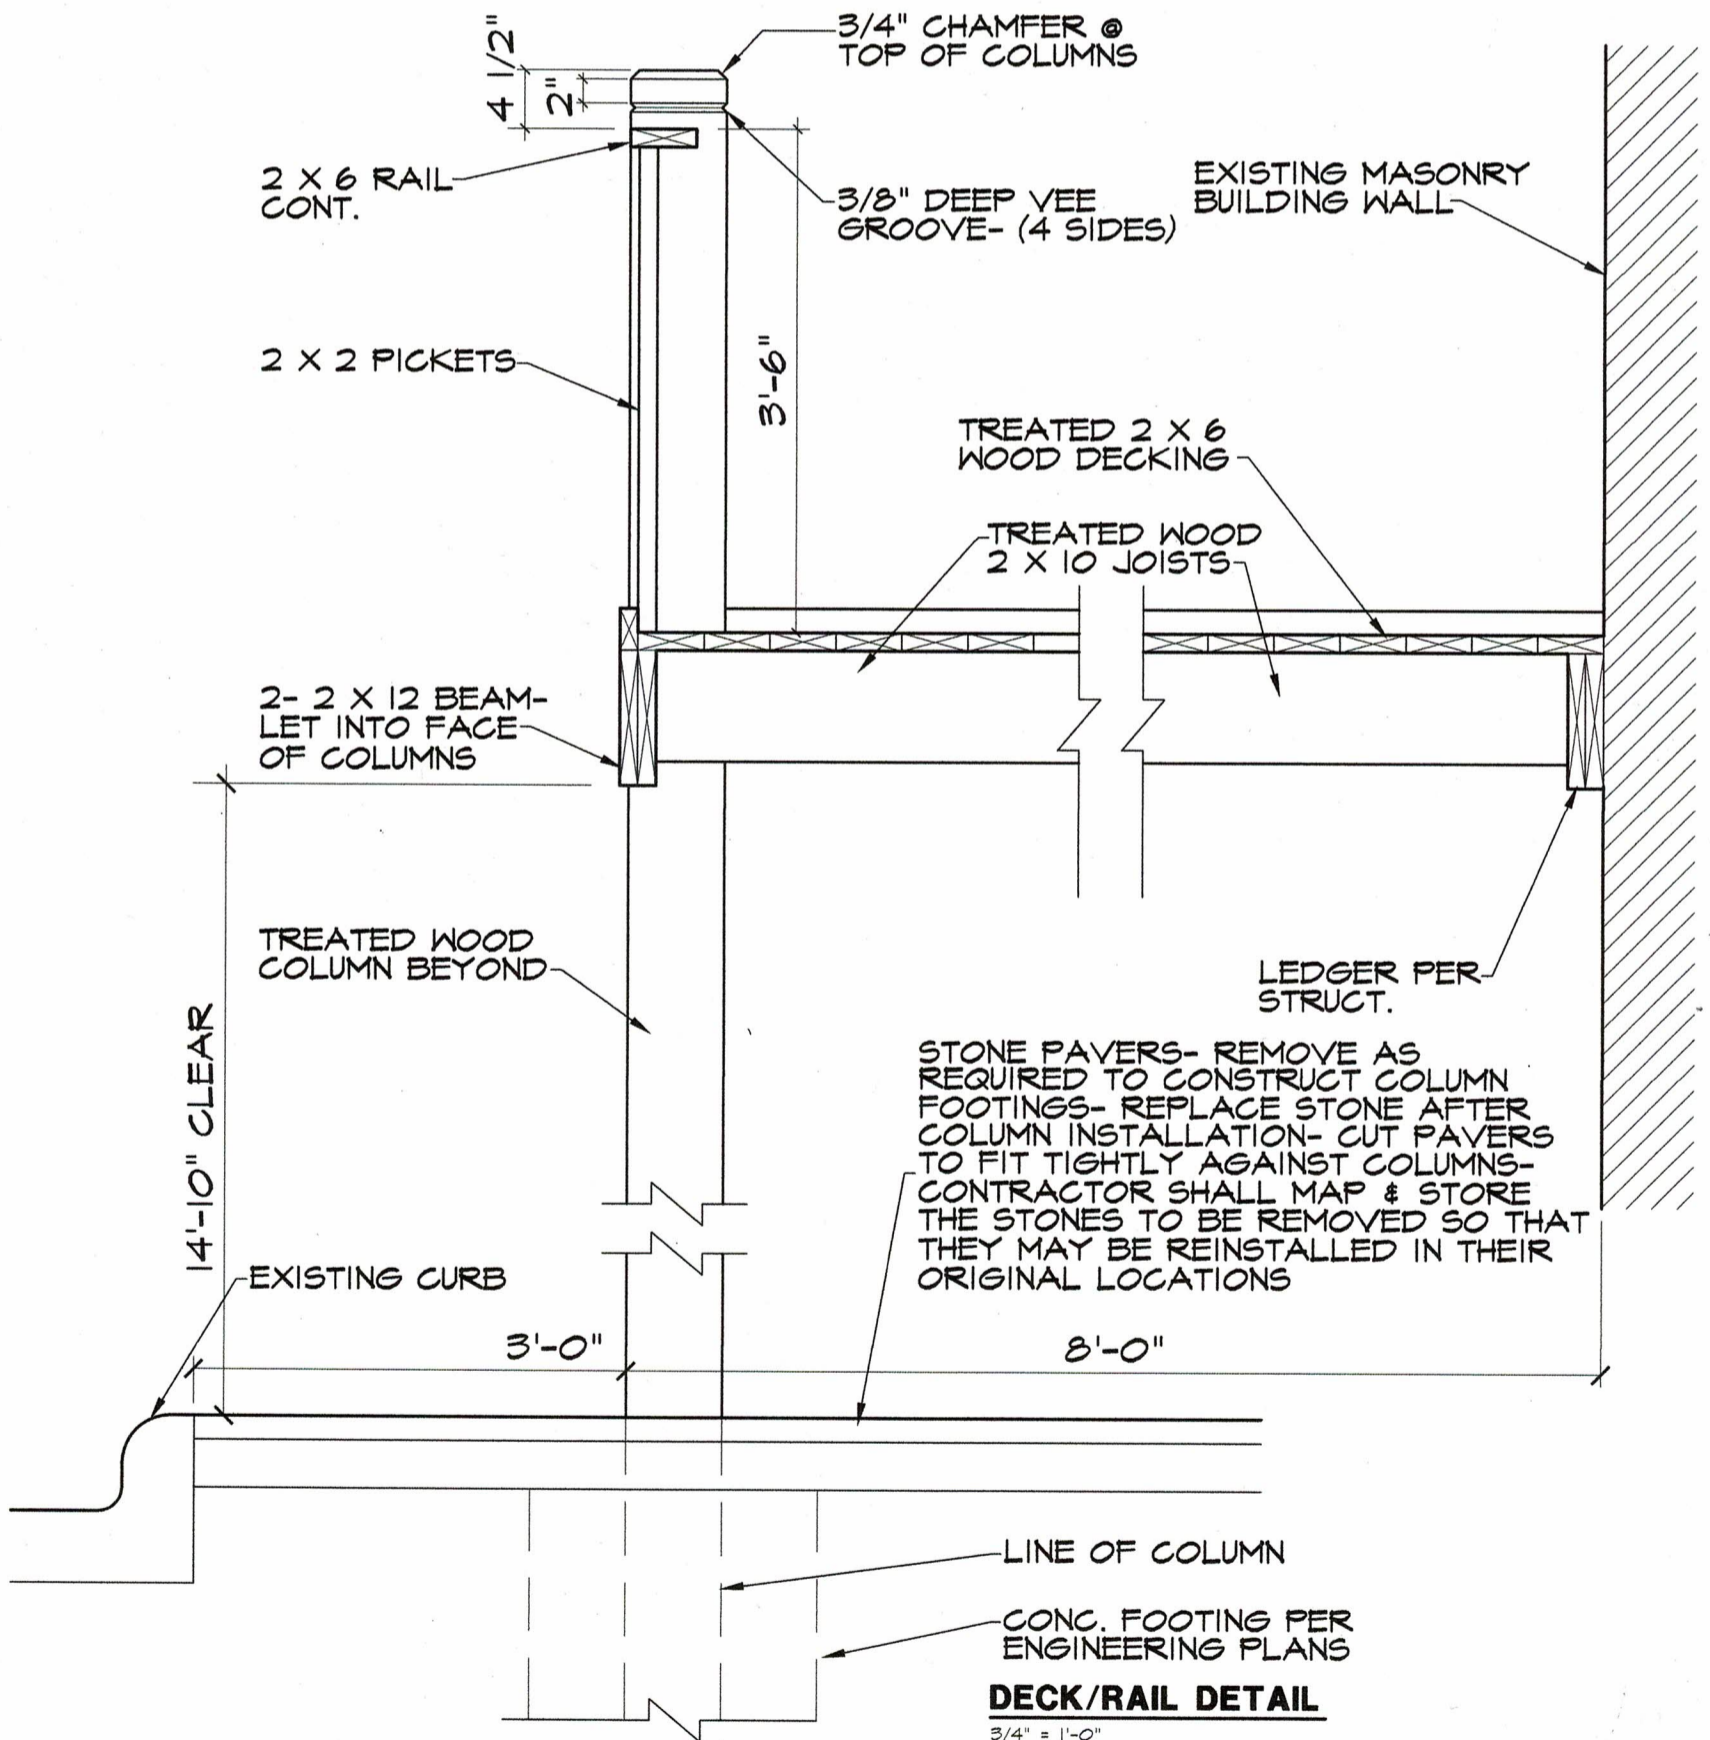 3/4" CHAMFER @
TOP OF COLUMNS
4 1/2"
2"
2 X 6 RAIL
CONT.
3/8" DEEP VEE
GROOVE- (4 SIDES)
EXISTING MASONRY
BUILDING WALL
2 X 2 PICKETS
3'-6"
TREATED 2 X 6
WOOD DECKING
TREATED WOOD
2 X 10 JOISTS
2- 2 X 12 BEAM-
LET INTO FACE
OF COLUMNS
TREATED WOOD
COLUMN BEYOND
LEDGER PER
STRUCT.
14'-10" CLEAR
STONE PAVERS- REMOVE AS
REQUIRED TO CONSTRUCT COLUMN
FOOTINGS- REPLACE STONE AFTER
COLUMN INSTALLATION- CUT PAVERS
TO FIT TIGHTLY AGAINST COLUMNS-
CONTRACTOR SHALL MAP & STORE
THE STONES TO BE REMOVED SO THAT
THEY MAY BE REINSTALLED IN THEIR
ORIGINAL LOCATIONS
EXISTING CURB
3'-0"
8'-0"
LINE OF COLUMN
CONC. FOOTING PER
ENGINEERING PLANS
DECK/RAIL DETAIL
3/4" = 1'-0"